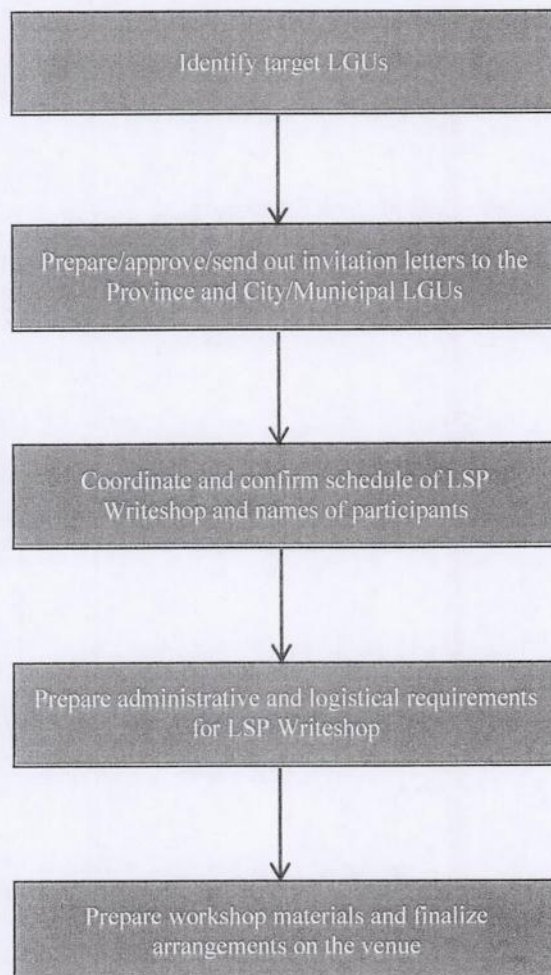 Identify target LGUs
Prepare/approve/send out invitation letters to the
Province and City/Municipal LGUs
Coordinate and confirm schedule of LSP
Writeshop and names of participants
Prepare administrative and logistical requirements
for LSP Writeshop
Prepare workshop materials and finalize
arrangements on the venue